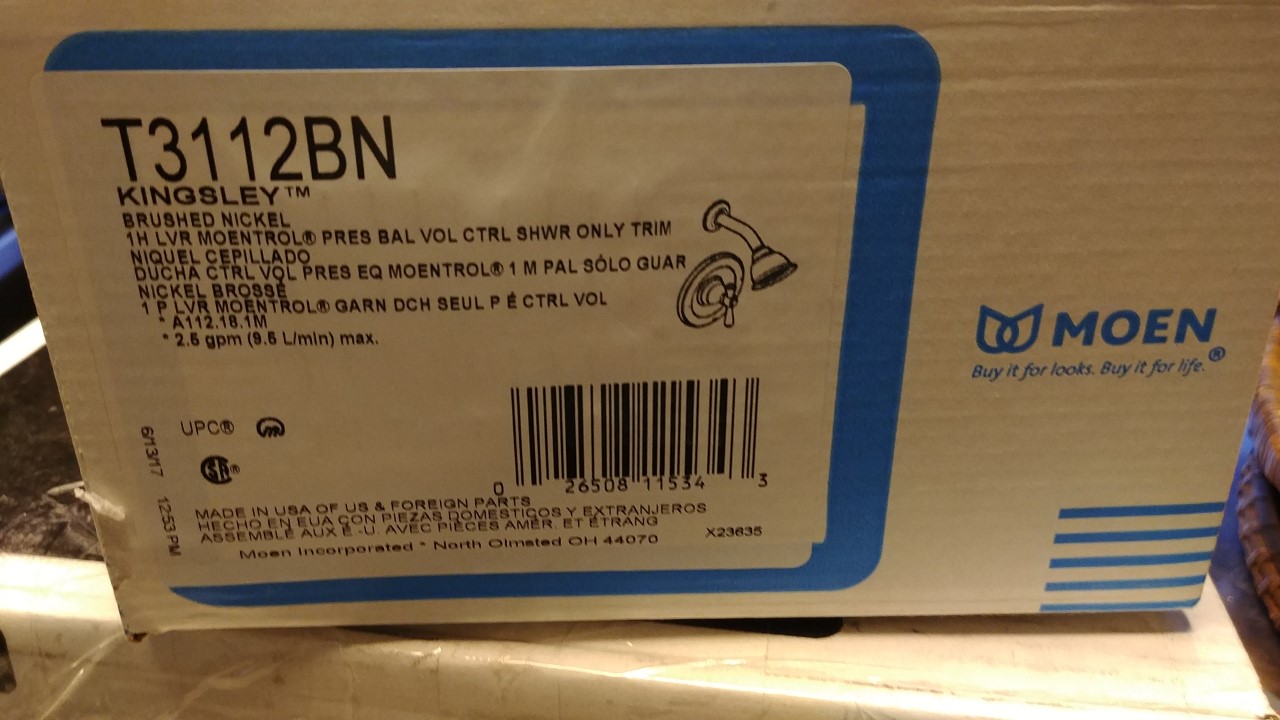 T3112BN
KINGSLEY™
BRUSHED NICKEL
1H LVR MOENTROL® PRES BAL VOL CTRL SHWR ONLY TRIM
NIQUEL CEPILLADO
DUCHA CTRL VOL PRES EQ MOENTROL® 1 M PAL SÓLO GUAR
NICKEL BROSSÉ
1 P LVR MOENTROL® GARN DCH SEUL P É CTRL VOL
* A112.18.1M
* 2.5 gpm (9.5 L/min) max.
MOEN
Buy it for looks. Buy it for life.®
UPC®
®
6/13/17 12:53 PM
0 26508 11534 3
MADE IN USA OF US & FOREIGN PARTS
HECHO EN EUA CON PIEZAS DOMESTICOS Y EXTRANJEROS
ASSEMBLÉ AUX É.-U. AVEC PIÈCES AMÉR. ET ÉTRANG
X23635
Moen Incorporated * North Olmsted OH 44070